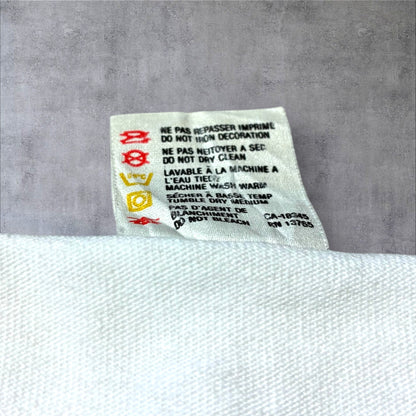 NE PAS REPASSER IMPRIME
DO NOT IRON DECORATION
NE PAS NETTOYER A SEC
DO NOT DRY CLEAN
LAVABLE À LA MACHINE A
L'EAU TIEDE
MACHINE WASH WARM
SÉCHER À BASSE TEMP
TUMBLE DRY MEDIUM
PAS D'AGENT DE
BLANCHIMENT
DO NOT BLEACH
CA-18345
RN 13765